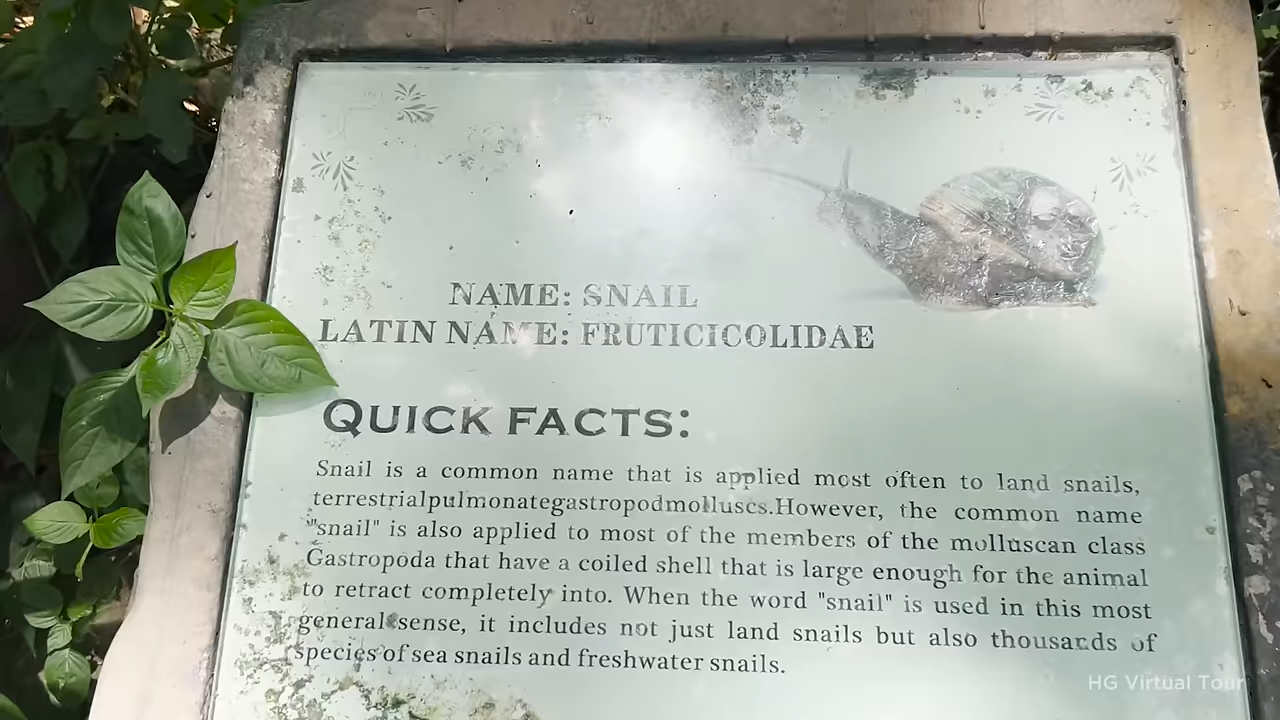 NAME: SNAIL
LATIN NAME: FRUTICICOLIDAE
QUICK FACTS:
Snail is a common name that is applied most often to land snails,
terrestrialpulmonategastropodmolluscs.However, the common name
"snail" is also applied to most of the members of the molluscan class
Gastropoda that have a coiled shell that is large enough for the animal
to retract completely into. When the word "snail" is used in this most
general sense, it includes not just land snails but also thousands of
species of sea snails and freshwater snails.
HG Virtual Tour